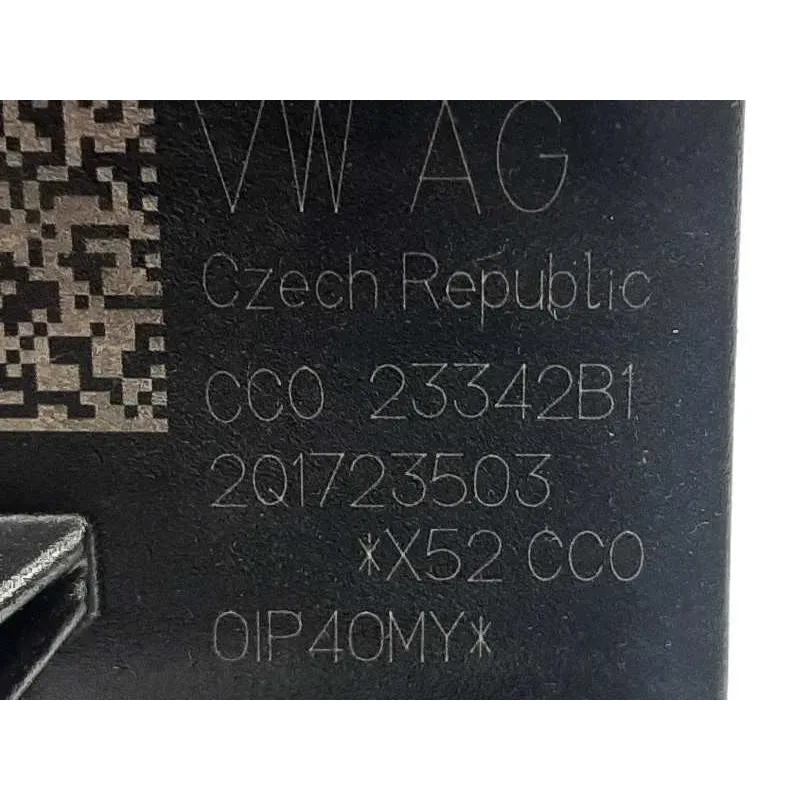 VW AG
Czech Republic
CC0 23342B1
2Q1723503
*X52 CC0
0IP40MY*